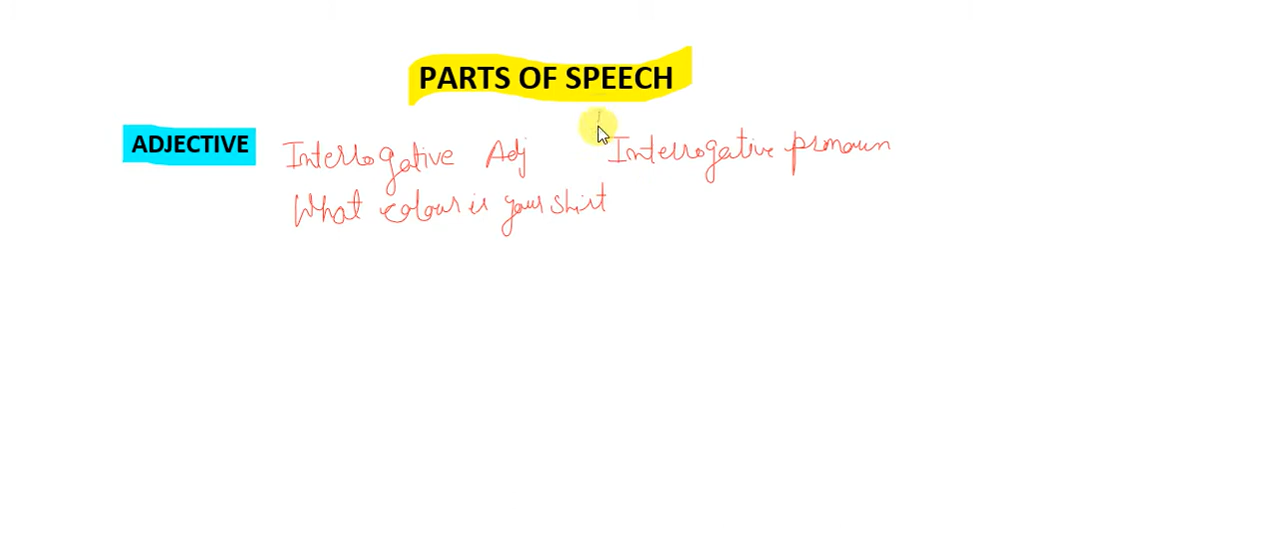 PARTS OF SPEECH
ADJECTIVE Interrogative Adj Interrogative pronoun
What colour is your shirt